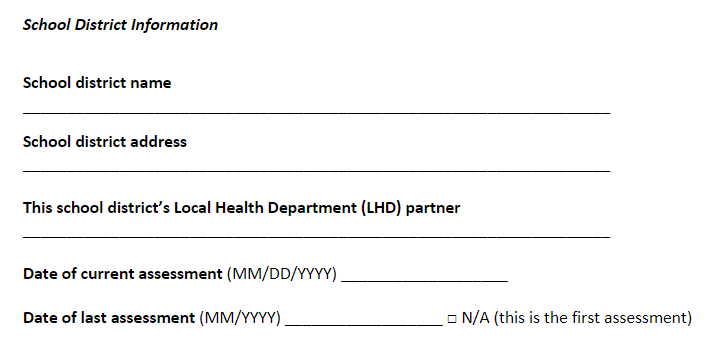 School District Information
School district name
School district address
This school district’s Local Health Department (LHD) partner
Date of current assessment (MM/DD/YYYY) ____________________
Date of last assessment (MM/YYYY) ___________________ □ N/A (this is the first assessment)